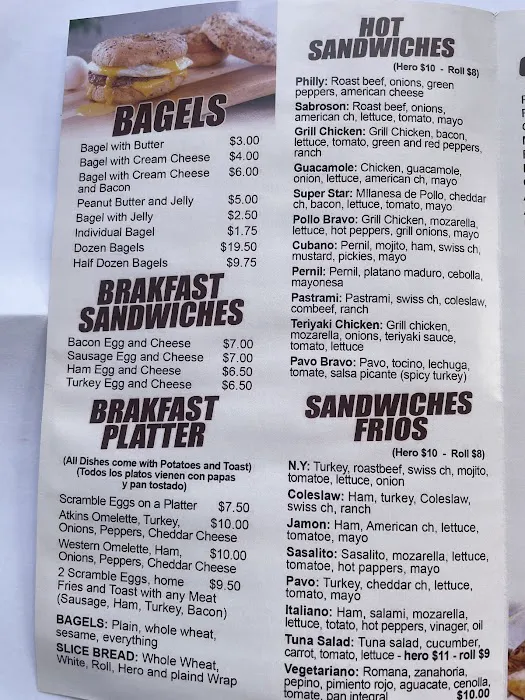 BAGELS
Bagel with Butter $3.00
Bagel with Cream Cheese $4.00
Bagel with Cream Cheese $6.00
and Bacon
Peanut Butter and Jelly $5.00
Bagel with Jelly $2.50
Individual Bagel $1.75
Dozen Bagels $19.50
Half Dozen Bagels $9.75
BRAKFAST
SANDWICHES
Bacon Egg and Cheese $7.00
Sausage Egg and Cheese $7.00
Ham Egg and Cheese $6.50
Turkey Egg and Cheese $6.50
BRAKFAST
PLATTER
(All Dishes come with Potatoes and Toast)
(Todos los platos vienen con papas
y pan tostado)
Scramble Eggs on a Platter $7.50
Atkins Omelette, Turkey, $10.00
Onions, Peppers, Cheddar Cheese
Western Omelette, Ham, $10.00
Onions, Peppers, Cheddar Cheese
2 Scramble Eggs, home $9.50
Fries and Toast with any Meat
(Sausage, Ham, Turkey, Bacon)
BAGELS: Plain, whole wheat,
sesame, everything
SLICE BREAD: Whole Wheat,
White, Roll, Hero and plaind Wrap
HOT
SANDWICHES
(Hero $10 - Roll $8)
Philly: Roast beef, onions, green
peppers, american cheese
Sabroson: Roast beef, onions,
american ch, lettuce, tomato, mayo
Grill Chicken: Grill Chicken, bacon,
lettuce, tomato, green and red peppers,
ranch
Guacamole: Chicken, guacamole,
onion, lettuce, american ch, mayo
Super Star: MIlanesa de Pollo, cheddar
ch, bacon, lettuce, tomato, mayo
Pollo Bravo: Grill Chicken, mozarella,
lettuce, hot peppers, grill onions, mayo
Cubano: Pernil, mojito, ham, swiss ch,
mustard, pickies, mayo
Pernil: Pernil, platano maduro, cebolla,
mayonesa
Pastrami: Pastrami, swiss ch, coleslaw,
combeef, ranch
Teriyaki Chicken: Grill chicken,
mozarella, onions, teriyaki sauce,
tomato, lettuce
Pavo Bravo: Pavo, tocino, lechuga,
tomate, salsa picante (spicy turkey)
SANDWICHES
FRIOS
(Hero $10 - Roll $8)
N.Y: Turkey, roastbeef, swiss ch, mojito,
tomatoe, lettuce, onion
Coleslaw: Ham, turkey, Coleslaw,
swiss ch, ranch
Jamon: Ham, American ch, lettuce,
tomatoe, mayo
Sasalito: Sasalito, mozarella, lettuce,
tomatoe, hot pappers, mayo
Pavo: Turkey, cheddar ch, lettuce,
tomato, mayo
Italiano: Ham, salami, mozarella,
lettuce, totato, hot peppers, vinager, oil
Tuna Salad: Tuna salad, cucumber,
carrot, tomato, lettuce - hero $11 - roll $9
Vegetariano: Romana, zanahoria,
pepino, pimiento rojo, aguacate, cenolla,
tomate, pan integral $10.00